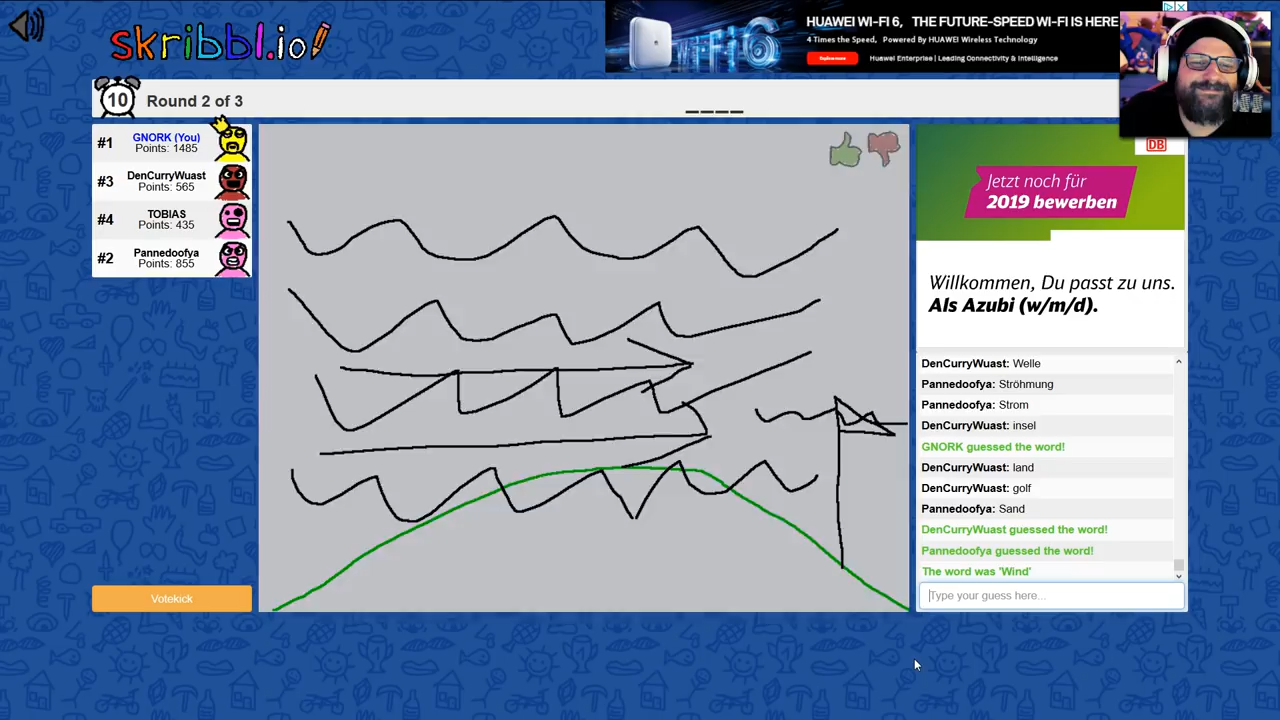 skribbl.io
HUAWEI WI-FI 6, THE FUTURE-SPEED WI-FI IS HERE
4 Times the Speed, Powered By HUAWEI Wireless Technology
Explore more
Huawei Enterprise | Leading Connectivity & Intelligence
10
Round 2 of 3
#1
GNORK (You)
Points: 1485
#3
DenCurryWuast
Points: 565
#4
TOBIAS
Points: 435
#2
Pannedoofya
Points: 855
Votekick
DB
Jetzt noch für
2019 bewerben
Willkommen, Du passt zu uns.
Als Azubi (w/m/d).
DenCurryWuast: Welle
Pannedoofya: Ströhmung
Pannedoofya: Strom
DenCurryWuast: insel
GNORK guessed the word!
DenCurryWuast: land
DenCurryWuast: golf
Pannedoofya: Sand
DenCurryWuast guessed the word!
Pannedoofya guessed the word!
The word was 'Wind'
Type your guess here...